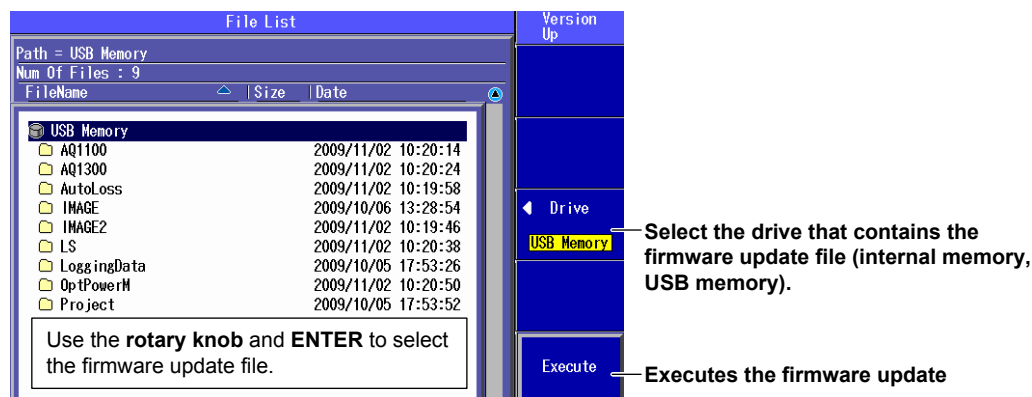 File List
Version
Up
Path = USB Memory
Num Of Files : 9
FileName Size Date
USB Memory
AQ1100 2009/11/02 10:20:14
AQ1300 2009/11/02 10:20:24
AutoLoss 2009/11/02 10:19:58
IMAGE 2009/10/06 13:28:54
IMAGE2 2009/11/02 10:19:46
LS 2009/11/02 10:20:38
LoggingData 2009/10/05 17:53:26
OptPowerM 2009/11/02 10:20:50
Project 2009/10/05 17:53:52
Use the rotary knob and ENTER to select
the firmware update file.
Drive
USB Memory
Select the drive that contains the
firmware update file (internal memory,
USB memory).
Execute
Executes the firmware update